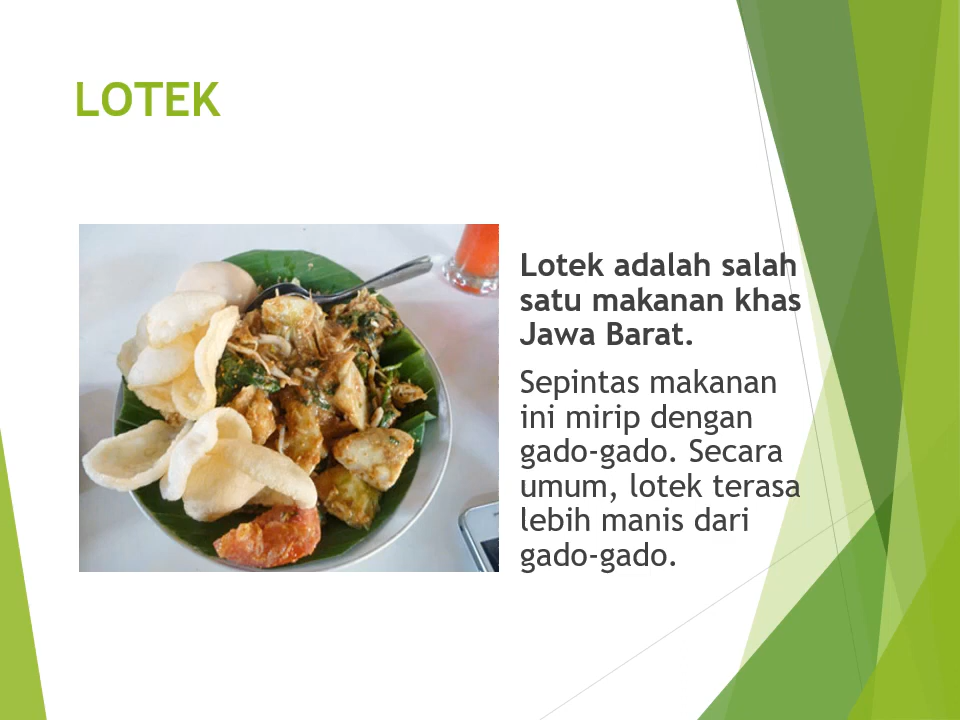 LOTEK
Lotek adalah salah
satu makanan khas
Jawa Barat.
Sepintas makanan
ini mirip dengan
gado-gado. Secara
umum, lotek terasa
lebih manis dari
gado-gado.